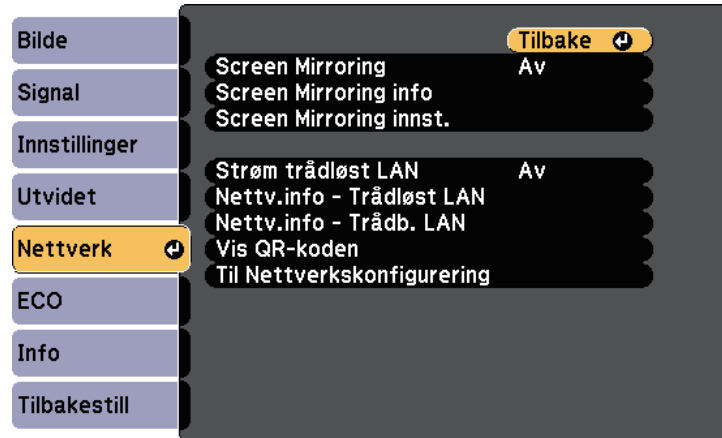 Bilde
Signal
Innstillinger
Utvidet
Nettverk
ECO
Info
Tilbakestill
Tilbake
Screen Mirroring Av
Screen Mirroring info
Screen Mirroring innst.
Strøm trådløst LAN Av
Nettv.info - Trådløst LAN
Nettv.info - Trådb. LAN
Vis QR-koden
Til Nettverkskonfigurering